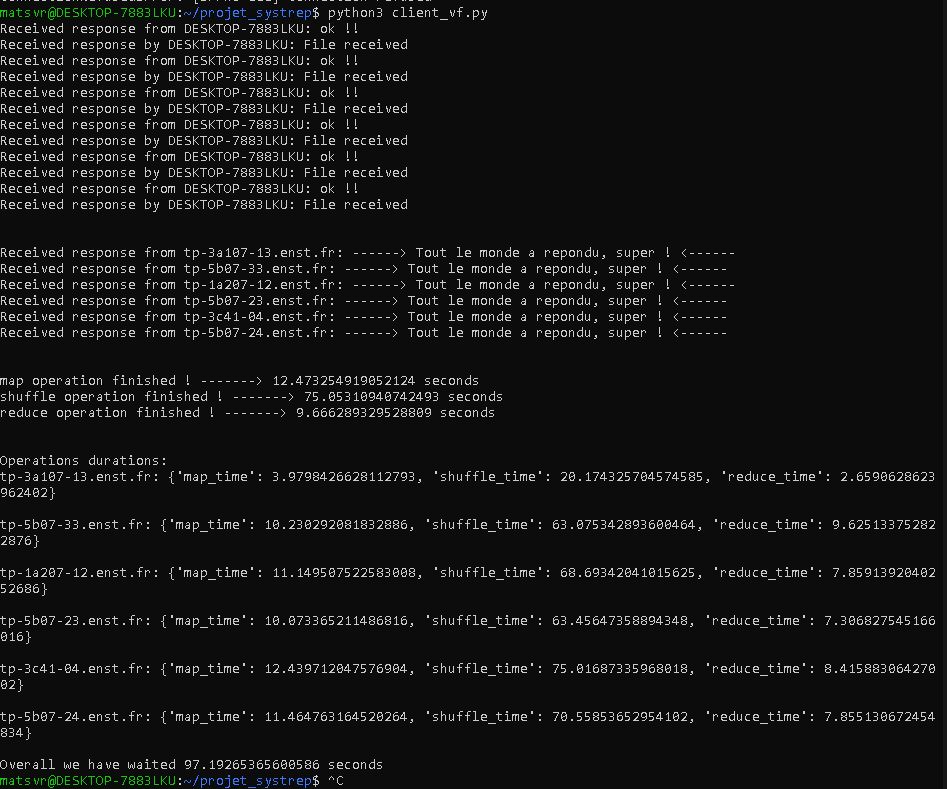 matsvr@DESKTOP-7883LKU:~/projet_systrep$ python3 client_vf.py
Received response from DESKTOP-7883LKU: ok !!
Received response by DESKTOP-7883LKU: File received
Received response from DESKTOP-7883LKU: ok !!
Received response by DESKTOP-7883LKU: File received
Received response from DESKTOP-7883LKU: ok !!
Received response by DESKTOP-7883LKU: File received
Received response from DESKTOP-7883LKU: ok !!
Received response by DESKTOP-7883LKU: File received
Received response from DESKTOP-7883LKU: ok !!
Received response by DESKTOP-7883LKU: File received
Received response from DESKTOP-7883LKU: ok !!
Received response by DESKTOP-7883LKU: File received
Received response from tp-3a107-13.enst.fr: ------> Tout le monde a repondu, super ! <------
Received response from tp-5b07-33.enst.fr: ------> Tout le monde a repondu, super ! <------
Received response from tp-1a207-12.enst.fr: ------> Tout le monde a repondu, super ! <------
Received response from tp-5b07-23.enst.fr: ------> Tout le monde a repondu, super ! <------
Received response from tp-3c41-04.enst.fr: ------> Tout le monde a repondu, super ! <------
Received response from tp-5b07-24.enst.fr: ------> Tout le monde a repondu, super ! <------
map operation finished ! -------> 12.473254919052124 seconds
shuffle operation finished ! -------> 75.05310940742493 seconds
reduce operation finished ! -------> 9.666289329528809 seconds
Operations durations:
tp-3a107-13.enst.fr: {'map_time': 3.9798426628112793, 'shuffle_time': 20.174325704574585, 'reduce_time': 2.6590628623
962402}
tp-5b07-33.enst.fr: {'map_time': 10.230292081832886, 'shuffle_time': 63.075342893600464, 'reduce_time': 9.62513375282
2876}
tp-1a207-12.enst.fr: {'map_time': 11.149507522583008, 'shuffle_time': 68.69342041015625, 'reduce_time': 7.85913920402
52686}
tp-5b07-23.enst.fr: {'map_time': 10.073365211486816, 'shuffle_time': 63.45647358894348, 'reduce_time': 7.306827545166
016}
tp-3c41-04.enst.fr: {'map_time': 12.439712047576904, 'shuffle_time': 75.01687335968018, 'reduce_time': 8.415883064270
02}
tp-5b07-24.enst.fr: {'map_time': 11.464763164520264, 'shuffle_time': 70.55853652954102, 'reduce_time': 7.855130672454
834}
Overall we have waited 97.19265365600586 seconds
matsvr@DESKTOP-7883LKU:~/projet_systrep$ ^C